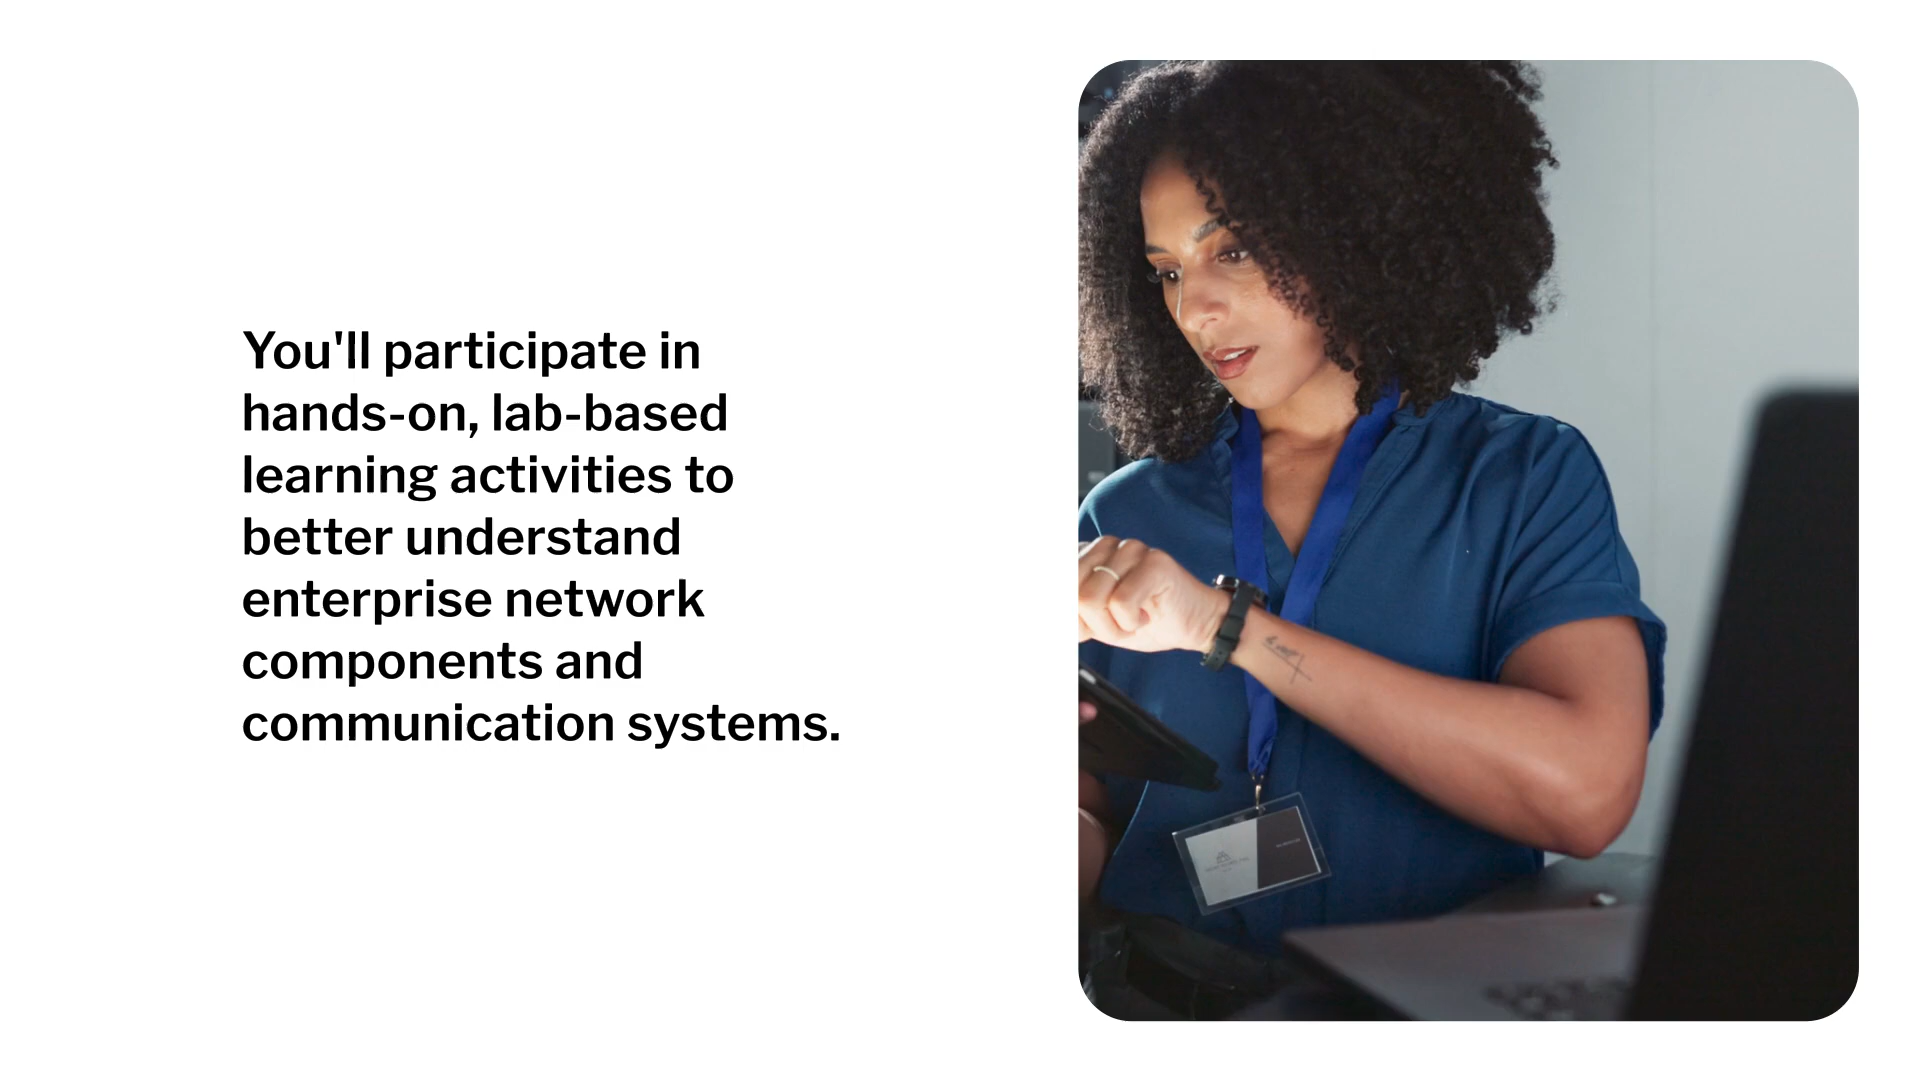 You'll participate in
hands-on, lab-based
learning activities to
better understand
enterprise network
components and
communication systems.